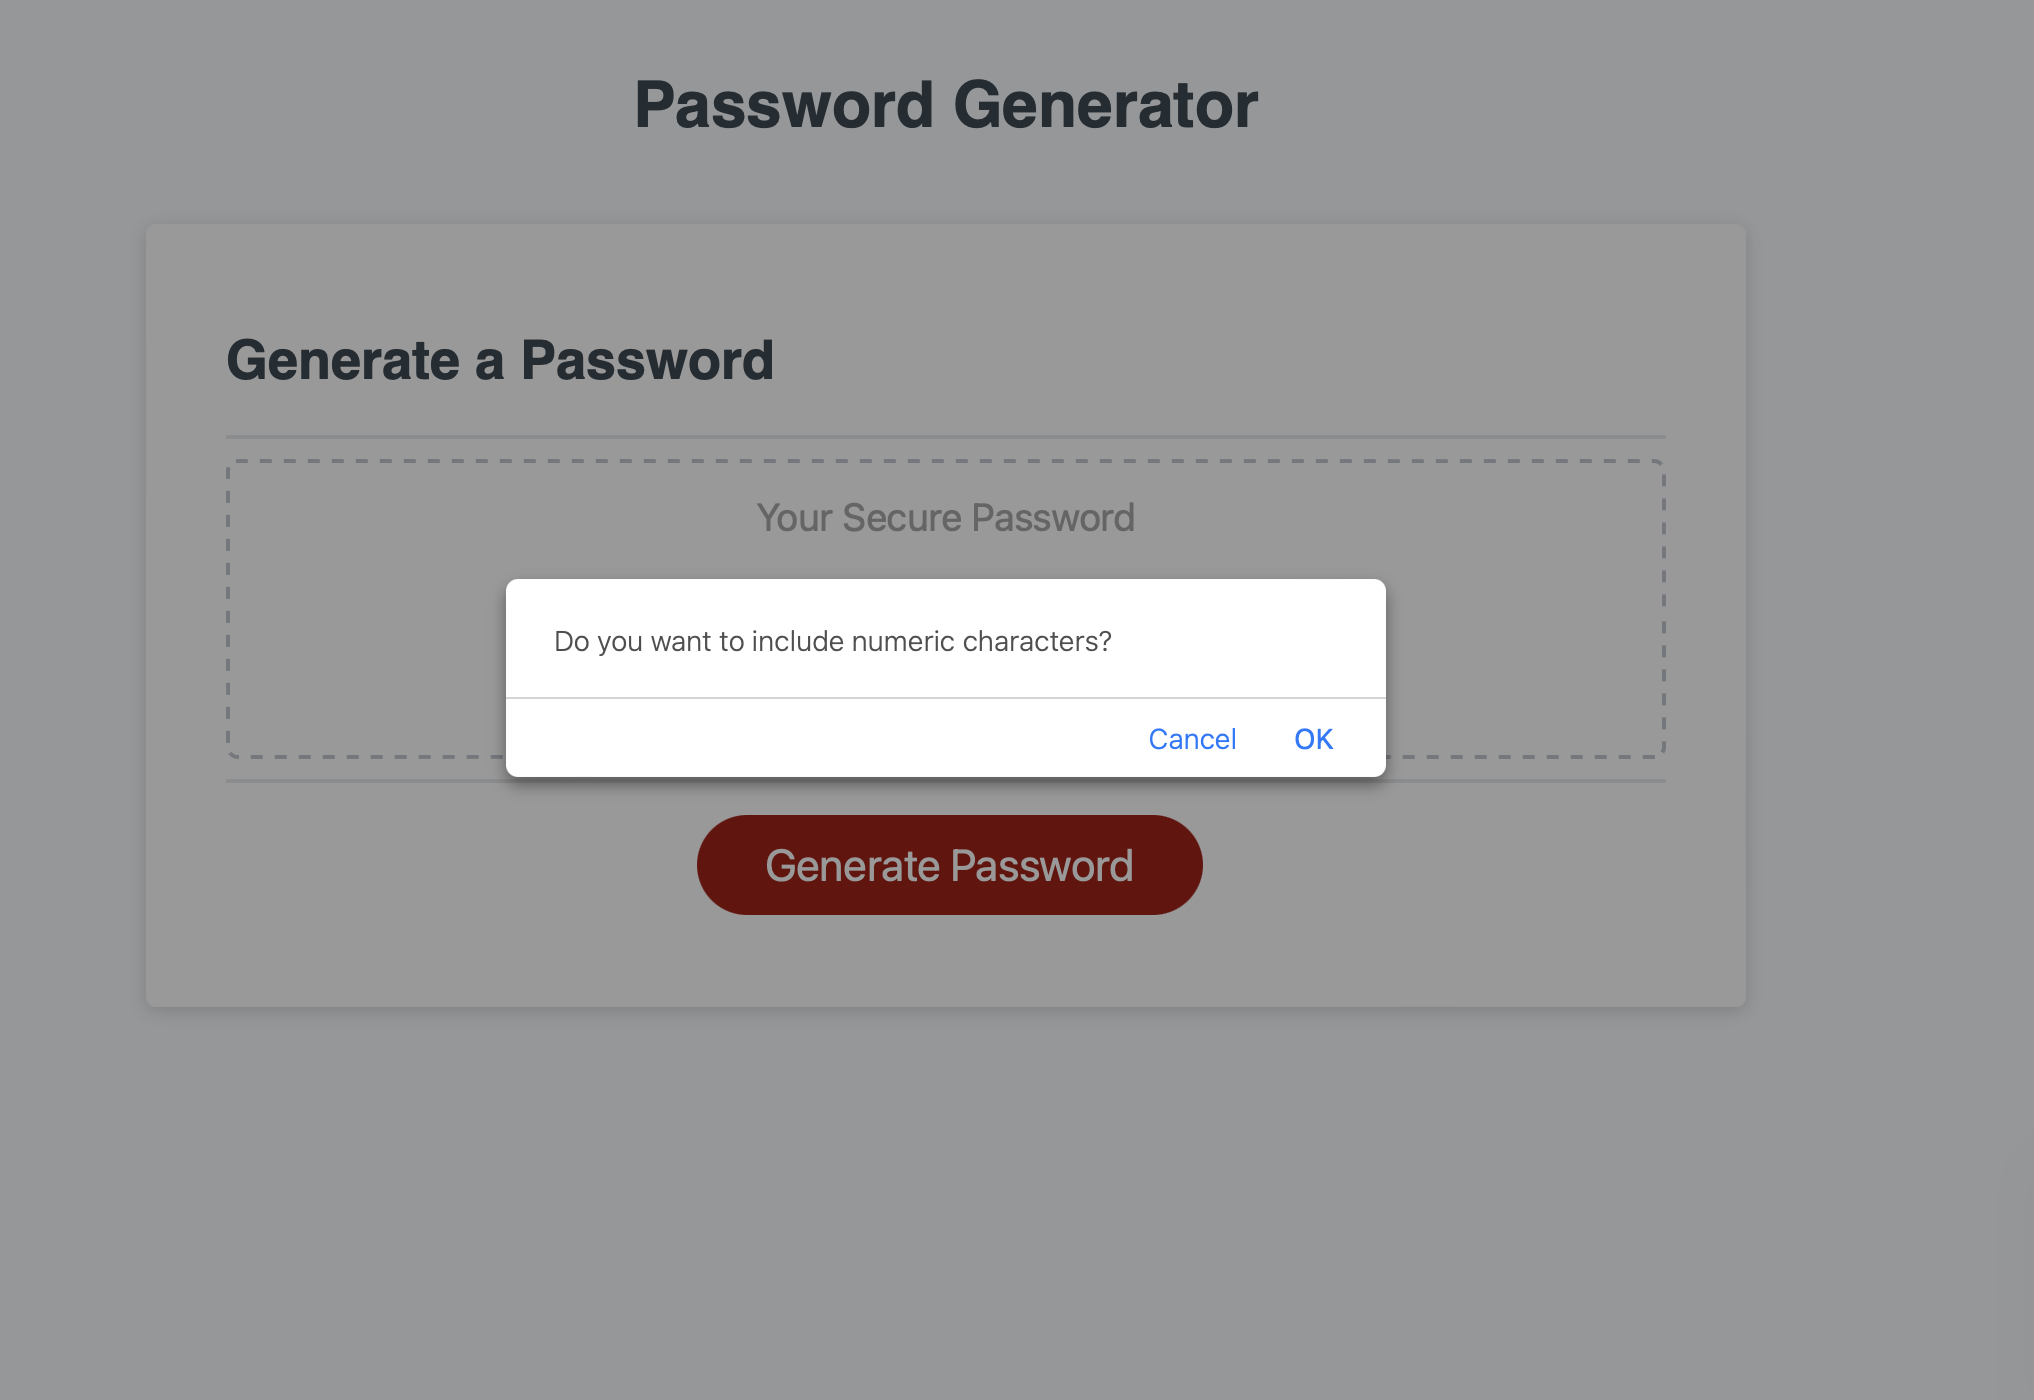 Password Generator
Generate a Password
Your Secure Password
Do you want to include numeric characters?
Cancel OK
Generate Password